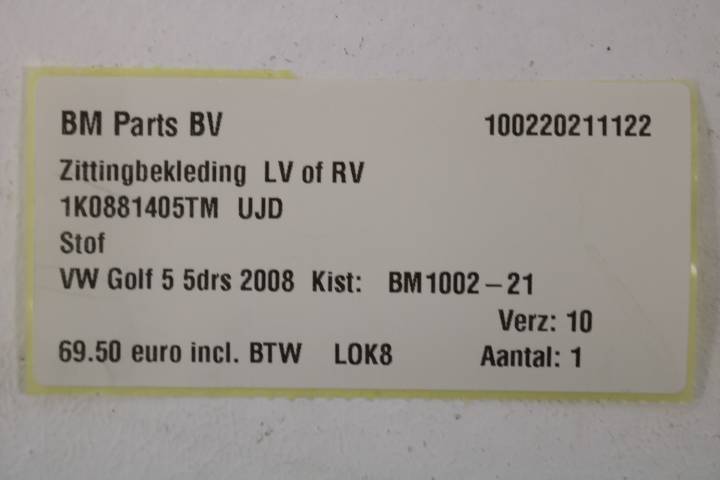 BM Parts BV 100220211122
Zittingbekleding LV of RV
1K0881405TM UJD
Stof
VW Golf 5 5drs 2008 Kist: BM1002-21
Verz: 10
69.50 euro incl. BTW LOK8 Aantal: 1